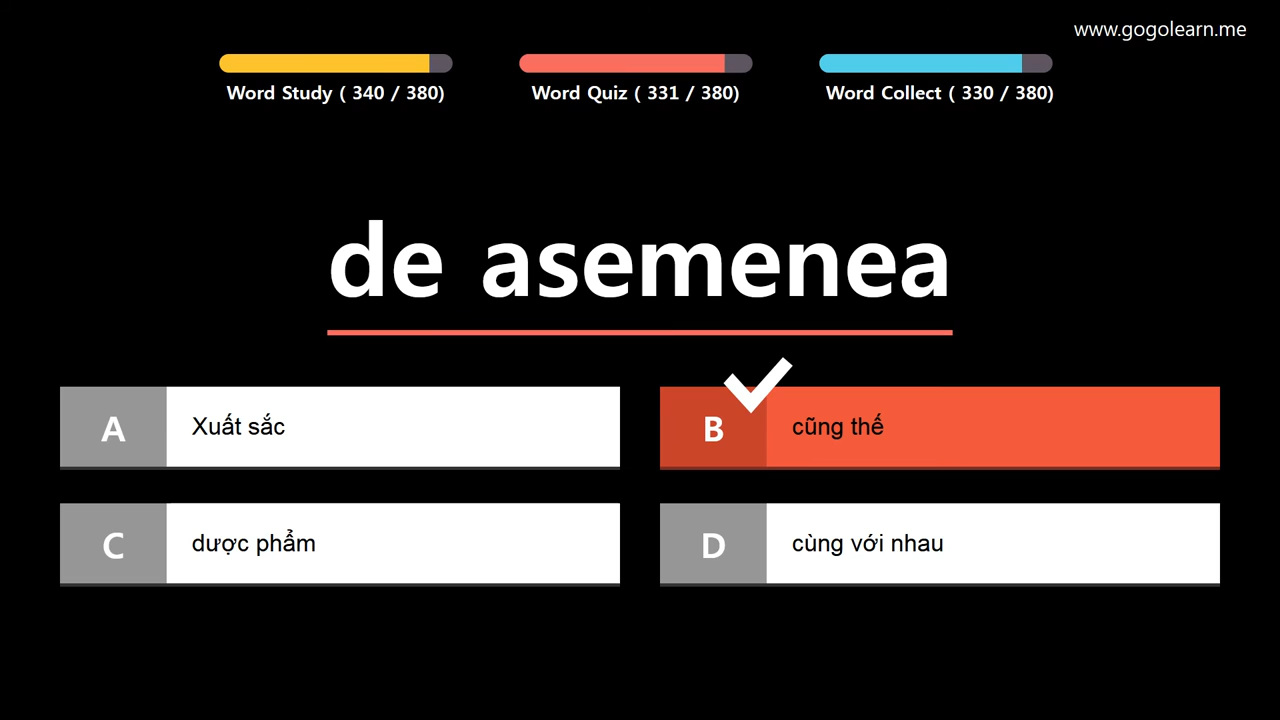 www.gogolearn.me
Word Study ( 340 / 380)
Word Quiz ( 331 / 380)
Word Collect ( 330 / 380)
de asemenea
A
Xuất sắc
B
cũng thế
C
dược phẩm
D
cùng với nhau